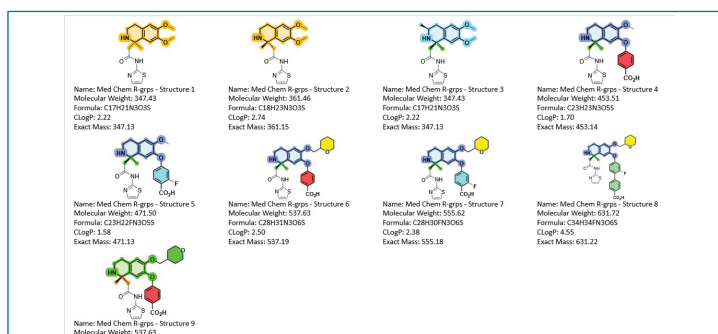 Name: Med Chem R-grps - Structure 1
Molecular Weight: 347.43
Formula: C17H21N3O3S
CLogP: 2.22
Exact Mass: 347.13
Name: Med Chem R-grps - Structure 2
Molecular Weight: 361.46
Formula: C18H23N3O3S
CLogP: 2.74
Exact Mass: 361.15
Name: Med Chem R-grps - Structure 3
Molecular Weight: 347.43
Formula: C17H21N3O3S
CLogP: 2.22
Exact Mass: 347.13
Name: Med Chem R-grps - Structure 4
Molecular Weight: 453.51
Formula: C23H23N3O5S
CLogP: 1.70
Exact Mass: 453.14
Name: Med Chem R-grps - Structure 5
Molecular Weight: 471.50
Formula: C23H22FN3O5S
CLogP: 1.58
Exact Mass: 471.13
Name: Med Chem R-grps - Structure 6
Molecular Weight: 537.63
Formula: C28H31N3O6S
CLogP: 2.50
Exact Mass: 537.19
Name: Med Chem R-grps - Structure 7
Molecular Weight: 555.62
Formula: C28H30FN3O6S
CLogP: 2.38
Exact Mass: 555.18
Name: Med Chem R-grps - Structure 8
Molecular Weight: 631.72
Formula: C34H34FN3O6S
CLogP: 4.55
Exact Mass: 631.22
Name: Med Chem R-grps - Structure 9
Molecular Weight: 537.63